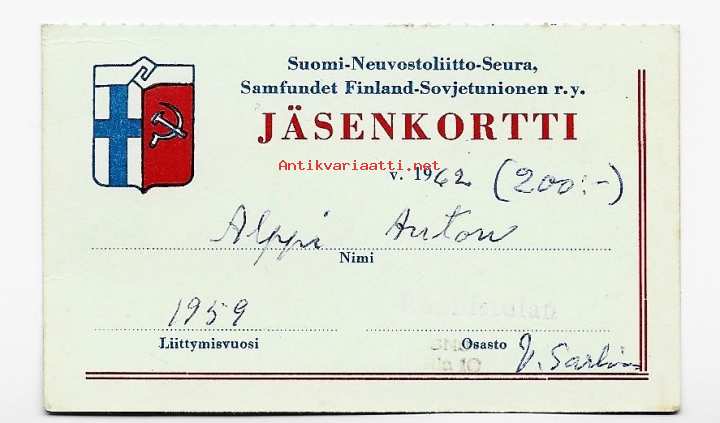 Suomi-Neuvostoliitto-Seura,
Samfundet Finland-Sovjetunionen r.y.
JÄSENKORTTI
Antikvariaatti.net
v. 1962 (200:-)
Alppi Anton
Nimi
1959
Liittymisvuosi
Osasto